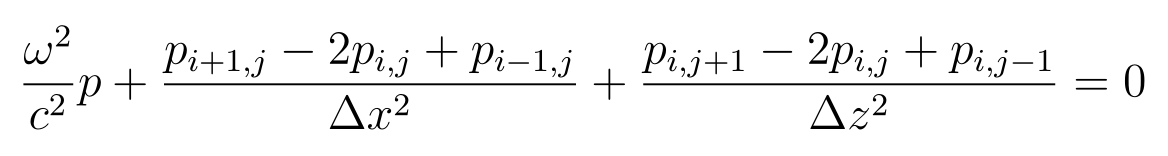 \frac{\omega^2}{c^2}p + \frac{p_{i+1,j} - 2p_{i,j} + p_{i-1,j}}{\Delta x^2} + \frac{p_{i,j+1} - 2p_{i,j} + p_{i,j-1}}{\Delta z^2} = 0